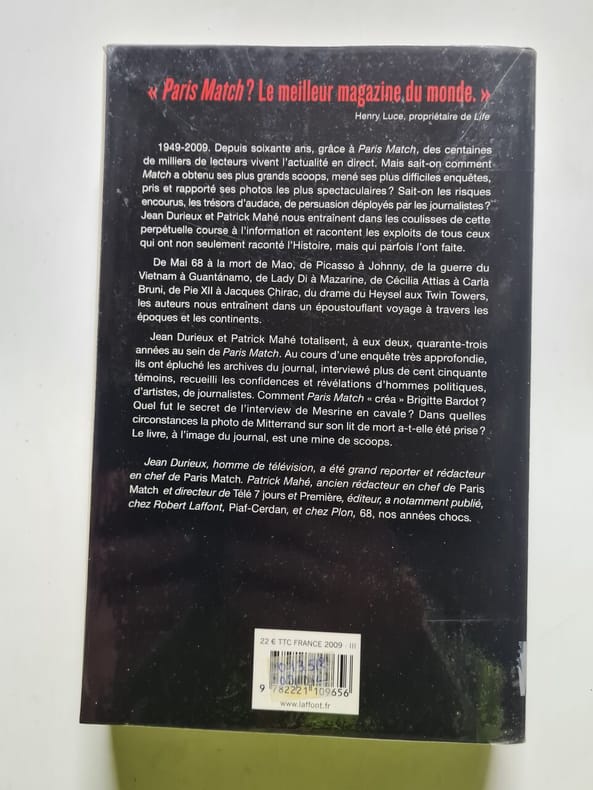 « Paris Match ? Le meilleur magazine du monde. »
Henry Luce, propriétaire de Life
1949-2009. Depuis soixante ans, grâce à Paris Match, des centaines
de milliers de lecteurs vivent l'actualité en direct. Mais sait-on comment
Match a obtenu ses plus grands scoops, mené ses plus difficiles enquêtes,
pris et rapporté ses photos les plus spectaculaires ? Sait-on les risques
encourus, les trésors d'audace, de persuasion déployés par les journalistes ?
Jean Durieux et Patrick Mahé nous entraînent dans les coulisses de cette
perpétuelle course à l'information et racontent les exploits de tous ceux
qui ont non seulement raconté l'Histoire, mais qui parfois l'ont faite.
De Mai 68 à la mort de Mao, de Picasso à Johnny, de la guerre du
Vietnam à Guantánamo, de Lady Di à Mazarine, de Cécilia Attias à Carla
Bruni, de Pie XII à Jacques Chirac, du drame du Heysel aux Twin Towers,
les auteurs nous entraînent dans un époustouflant voyage à travers les
époques et les continents.
Jean Durieux et Patrick Mahé totalisent, à eux deux, quarante-trois
années au sein de Paris Match. Au cours d'une enquête très approfondie,
ils ont épluché les archives du journal, interviewé plus de cent cinquante
témoins, recueilli les confidences et révélations d'hommes politiques,
d'artistes, de journalistes. Comment Paris Match « créa » Brigitte Bardot ?
Quel fut le secret de l'interview de Mesrine en cavale ? Dans quelles
circonstances la photo de Mitterrand sur son lit de mort a-t-elle été prise ?
Le livre, à l'image du journal, est une mine de scoops.
Jean Durieux, homme de télévision, a été grand reporter et rédacteur
en chef de Paris Match. Patrick Mahé, ancien rédacteur en chef de Paris
Match et directeur de Télé 7 jours et Première, éditeur, a notamment publié,
chez Robert Laffont, Piaf-Cerdan, et chez Plon, 68, nos années chocs.
22 € TTC FRANCE 2009 - III
9 782221 109656
www.laffont.fr